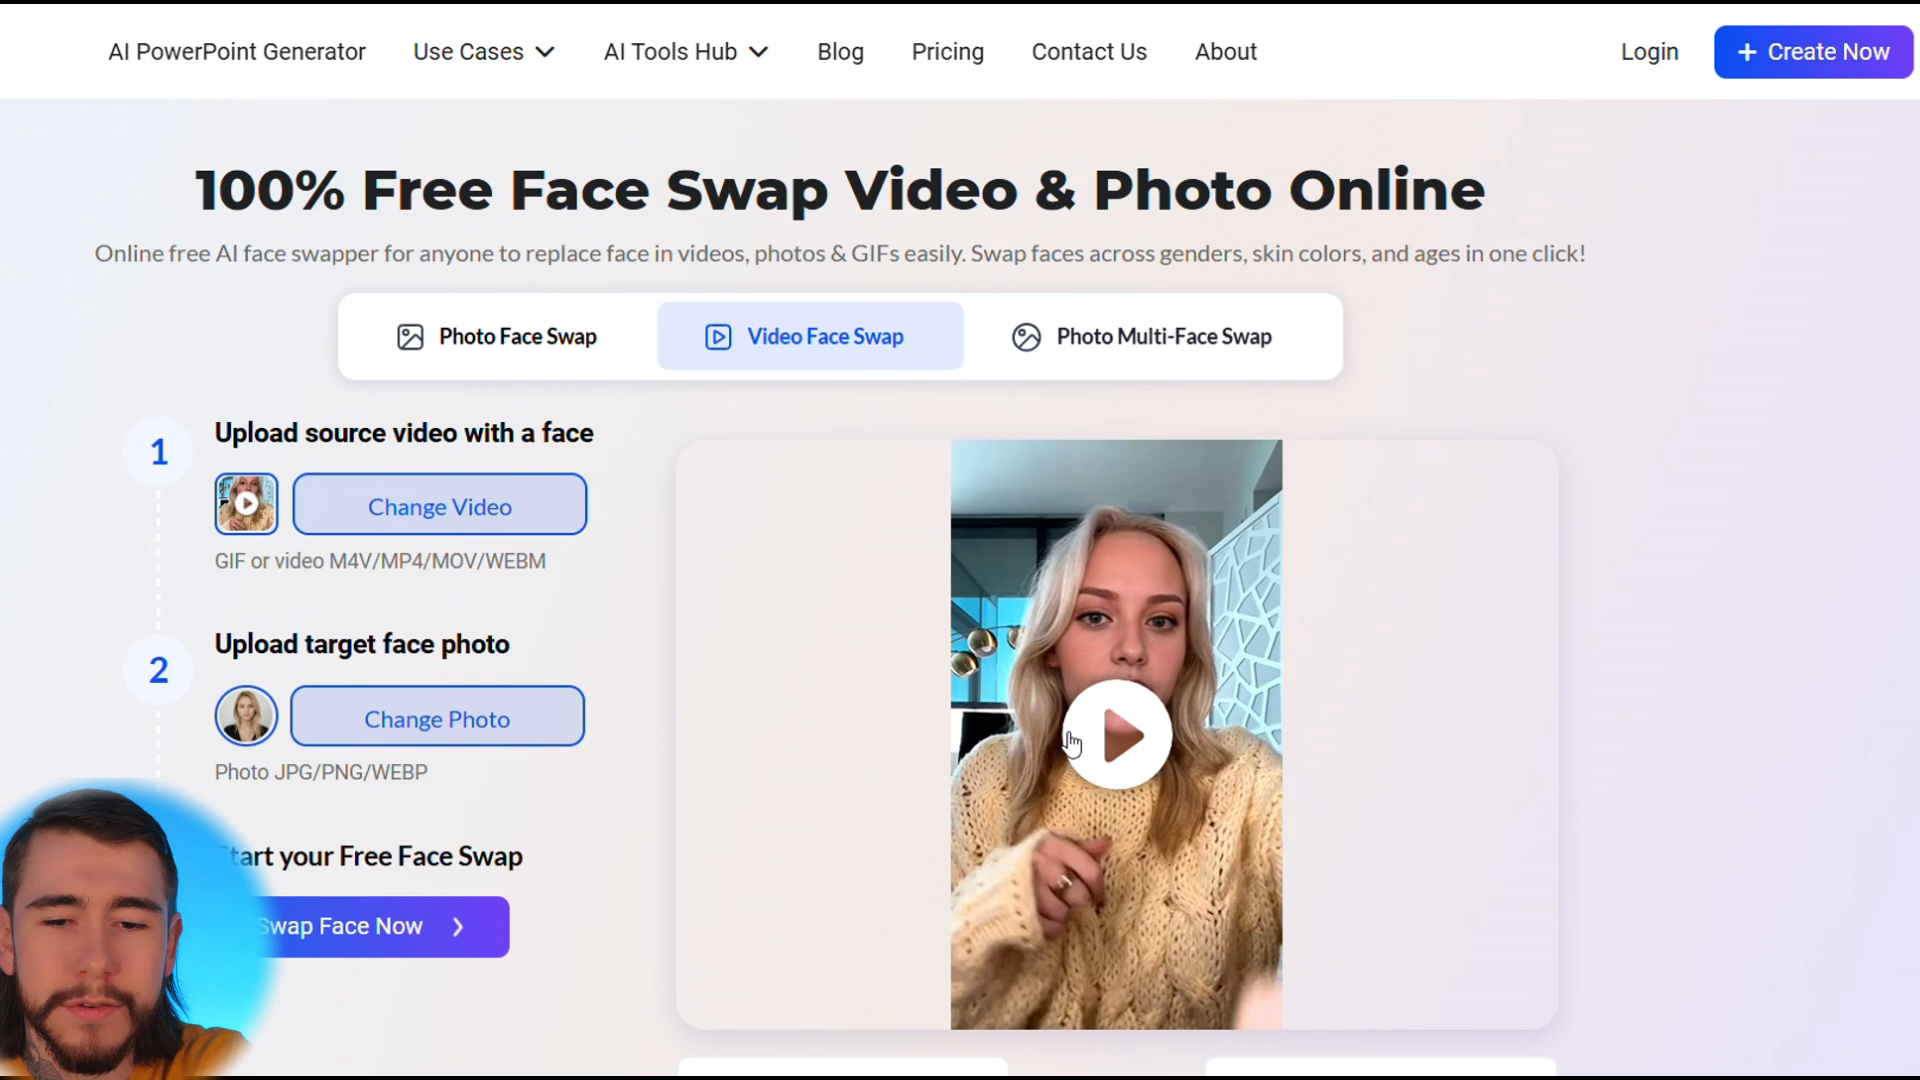 AI PowerPoint Generator Use Cases AI Tools Hub Blog Pricing Contact Us About Login + Create Now
100% Free Face Swap Video & Photo Online
Online free AI face swapper for anyone to replace face in videos, photos & GIFs easily. Swap faces across genders, skin colors, and ages in one click!
Photo Face Swap Video Face Swap Photo Multi-Face Swap
1 Upload source video with a face
Change Video
GIF or video M4V/MP4/MOV/WEBM
2 Upload target face photo
Change Photo
Photo JPG/PNG/WEBP
Start your Free Face Swap
Swap Face Now